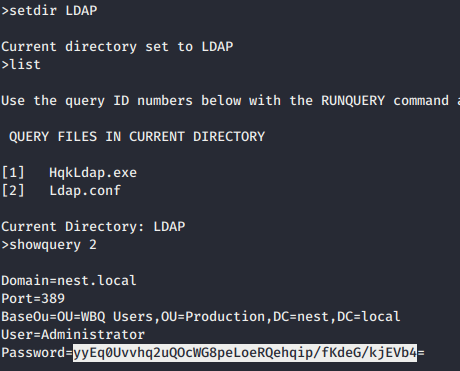 >setdir LDAP
Current directory set to LDAP
>list
Use the query ID numbers below with the RUNQUERY command a
QUERY FILES IN CURRENT DIRECTORY
[1]   HqkLdap.exe
[2]   Ldap.conf
Current Directory: LDAP
>showquery 2
Domain=nest.local
Port=389
BaseOu=OU=WBQ Users,OU=Production,DC=nest,DC=local
User=Administrator
Password=yyEq0Uvvhq2uQOcWG8peLoeRQehqip/fKdeG/kjEVb4=